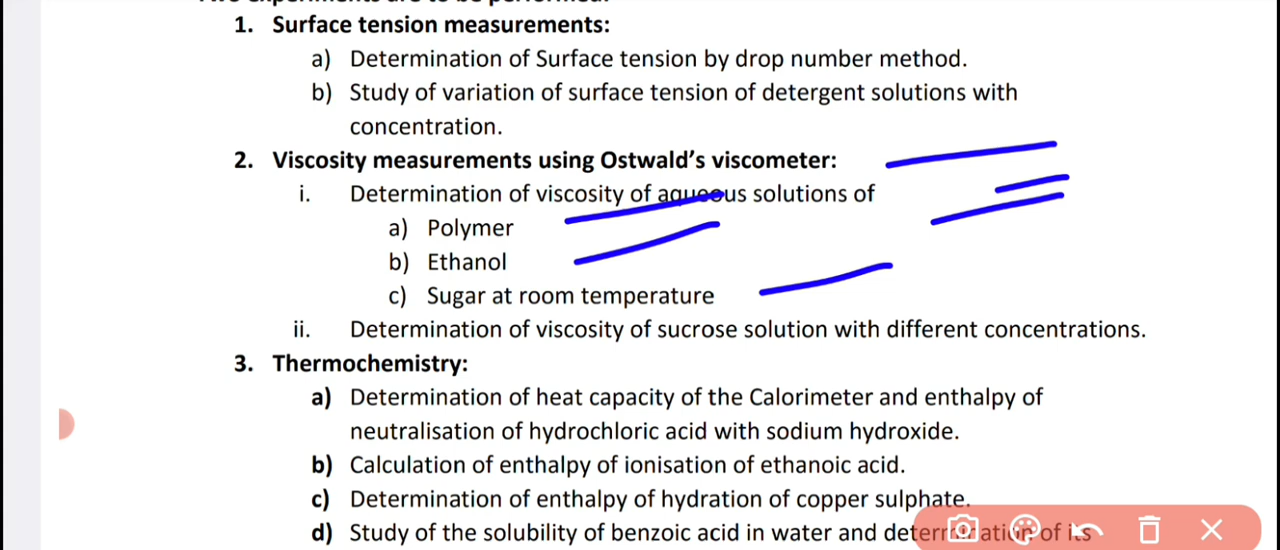 1. Surface tension measurements:
a) Determination of Surface tension by drop number method.
b) Study of variation of surface tension of detergent solutions with
concentration.
2. Viscosity measurements using Ostwald's viscometer:
i. Determination of viscosity of aqueous solutions of
a) Polymer
b) Ethanol
c) Sugar at room temperature
ii. Determination of viscosity of sucrose solution with different concentrations.
3. Thermochemistry:
a) Determination of heat capacity of the Calorimeter and enthalpy of
neutralisation of hydrochloric acid with sodium hydroxide.
b) Calculation of enthalpy of ionisation of ethanoic acid.
c) Determination of enthalpy of hydration of copper sulphate.
d) Study of the solubility of benzoic acid in water and determination of its